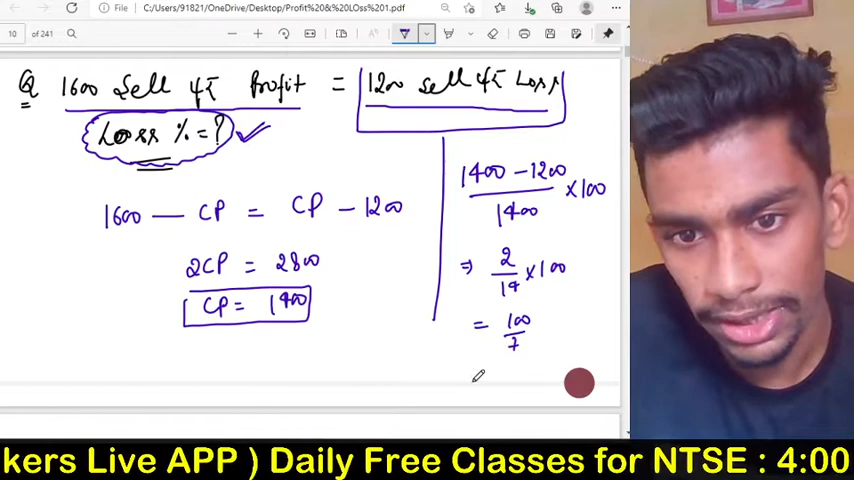 C:/Users/91821/OneDrive/Desktop/Profit%20&%20LOss%201.pdf
10 of 241
Q 1600 Sell पर Profit = 1200 Sell पर Loss
Loss % = ?
1600 — CP = CP - 1200
2CP = 2800
CP = 1400
1400 - 1200
1400
×100
⇒ 2/14 × 100
= 100/7
kers Live APP ) Daily Free Classes for NTSE : 4:00